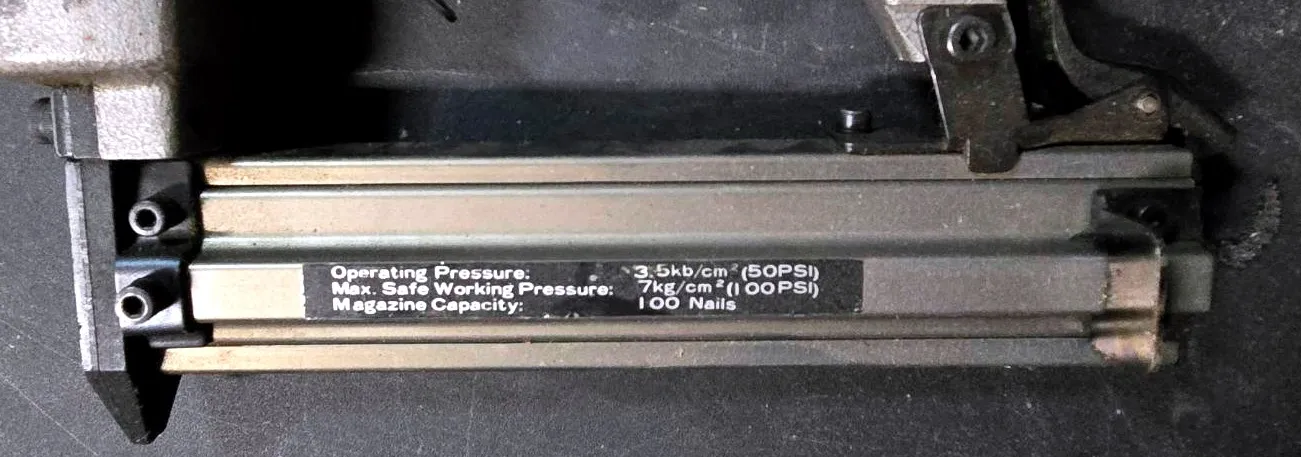 Operating Pressure: 3.5kb/cm² (50PSI)
Max. Safe Working Pressure: 7kg/cm² (100PSI)
Magazine Capacity: 100 Nails